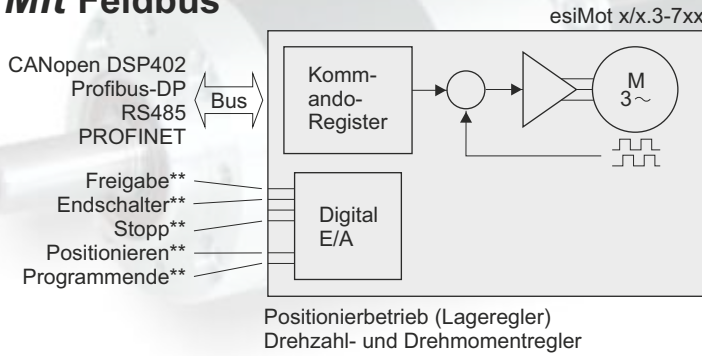 Mit Feldbus
esiMot x/x.3-7xx
CANopen DSP402
Profibus-DP
RS485
PROFINET
Bus
Komm-
ando-
Register
M
3~
Freigabe**
Endschalter**
Stopp**
Positionieren**
Programmende**
Digital
E/A
Positionierbetrieb (Lageregler)
Drehzahl- und Drehmomentregler